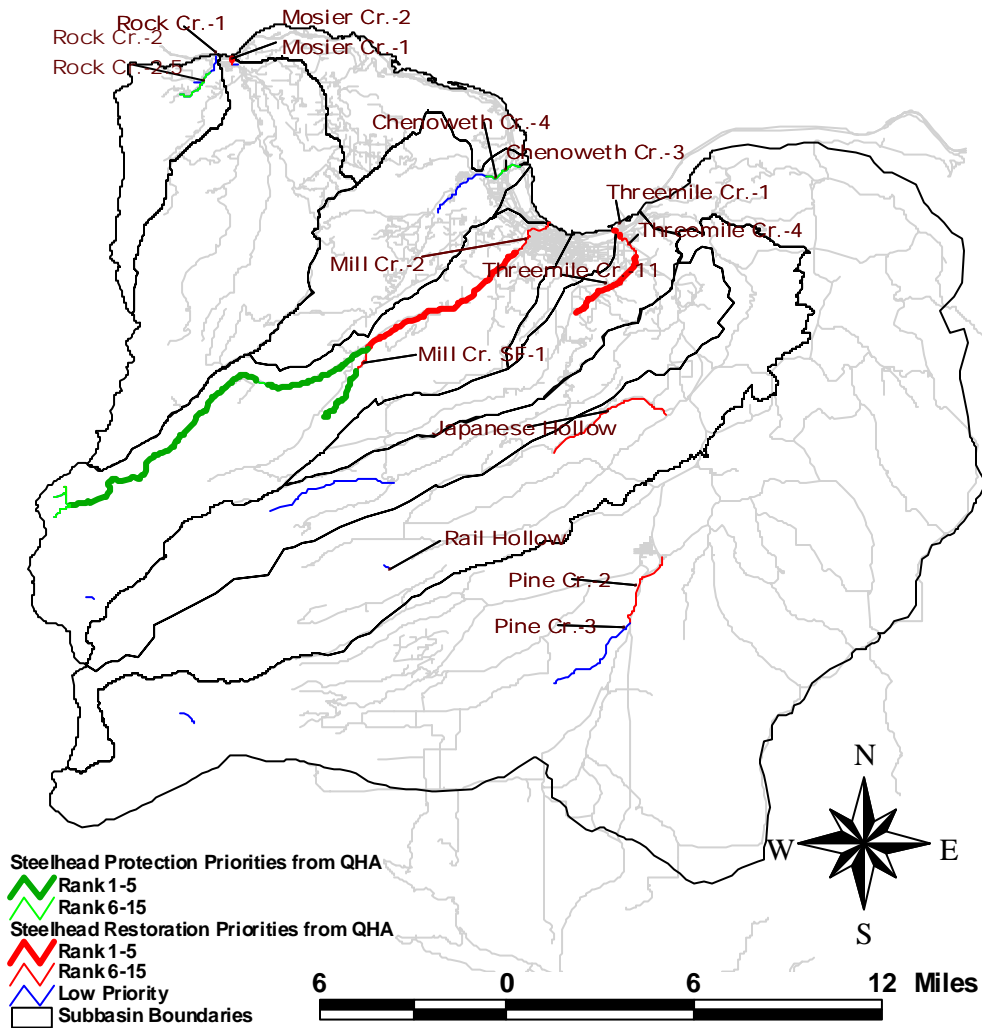 Mosier Cr.-2
Rock Cr.-1
Rock Cr.-2
Mosier Cr.-1
Rock Cr.-2.5
Chenoweth Cr.-4
Chenoweth Cr.-3
Threemile Cr.-1
Threemile Cr.-4
Mill Cr.-2
Threemile Cr.-11
Mill Cr. SF-1
Japanese Hollow
Rail Hollow
Pine Cr.-2
Pine Cr.-3
N
W
E
S
Steelhead Protection Priorities from QHA
Rank 1-5
Rank 6-15
Steelhead Restoration Priorities from QHA
Rank 1-5
Rank 6-15
Low Priority
Subbasin Boundaries
6 0 6 12 Miles